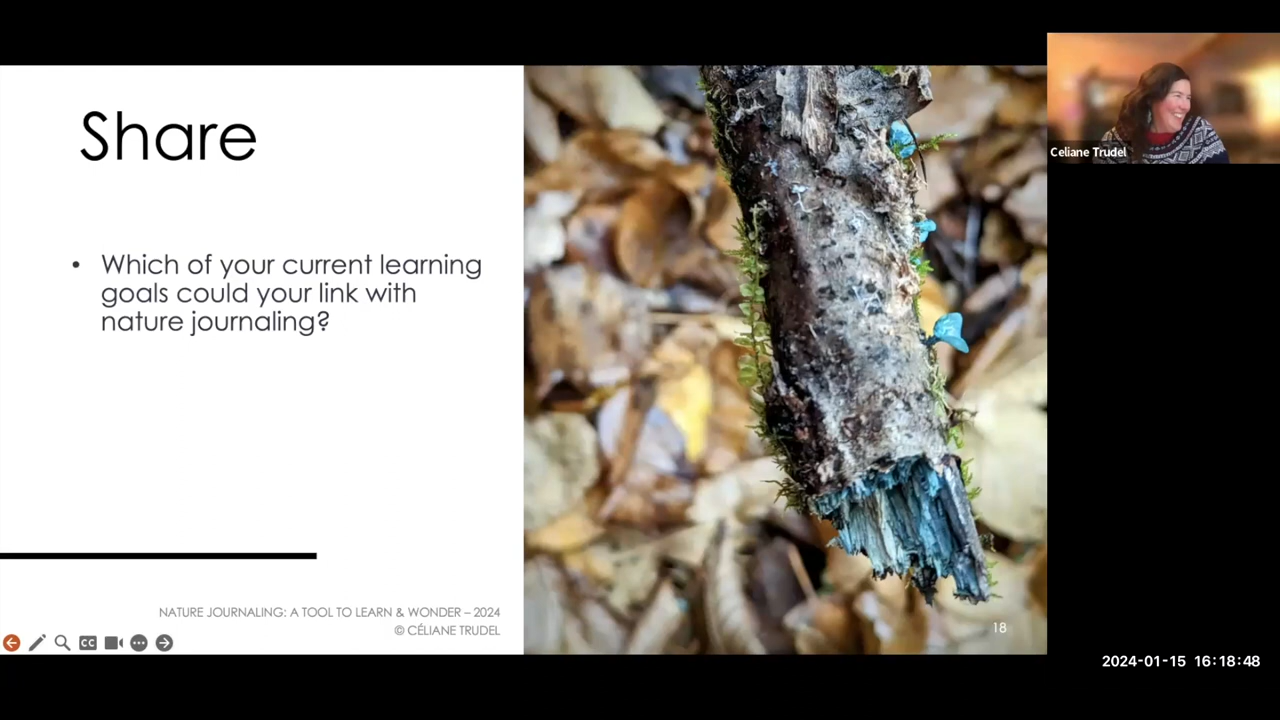 Share
• Which of your current learning
goals could your link with
nature journaling?
NATURE JOURNALING: A TOOL TO LEARN & WONDER – 2024
© CÉLIANE TRUDEL
CC
18
Celiane Trudel
2024-01-15 16:18:48